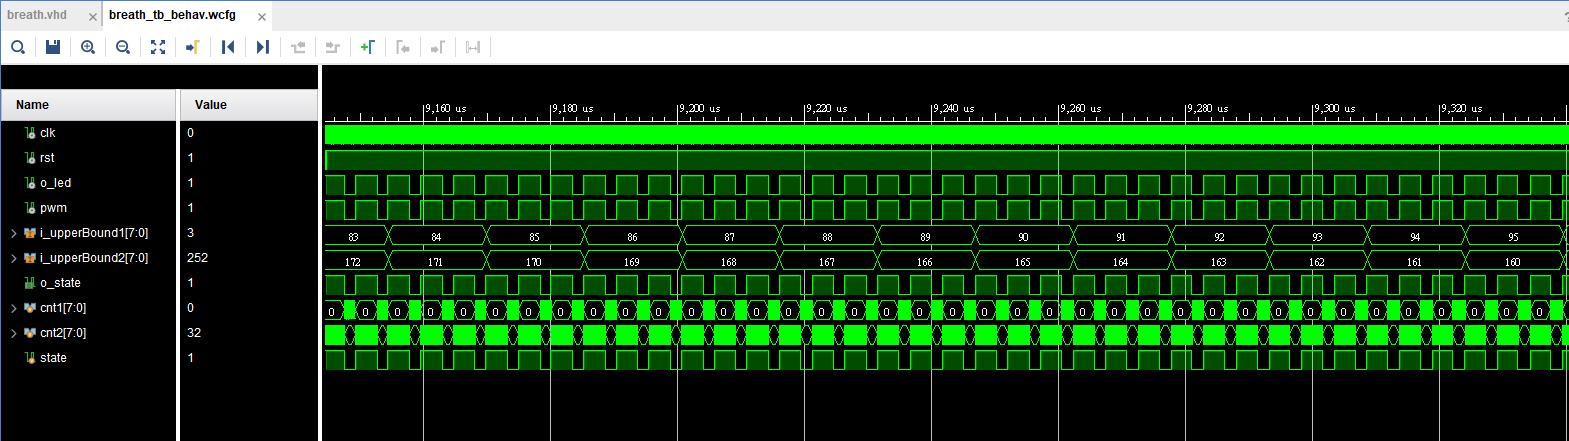 breath.vhd × breath_tb_behav.wcfg ×
Name Value
9,160 us 9,180 us 9,200 us 9,220 us 9,240 us 9,260 us 9,280 us 9,300 us 9,320 us
clk 0
rst 1
o_led 1
pwm 1
i_upperBound1[7:0] 3 83 84 85 86 87 88 89 90 91 92 93 94 95
i_upperBound2[7:0] 252 172 171 170 169 168 167 166 165 164 163 162 161 160
o_state 1
cnt1[7:0] 0 0 0 0 0 0 0 0 0 0 0 0 0 0 0 0 0 0 0 0 0 0 0 0 0 0 0 0 0 0 0 0 0 0 0 0 0 0 0 0
cnt2[7:0] 32
state 1